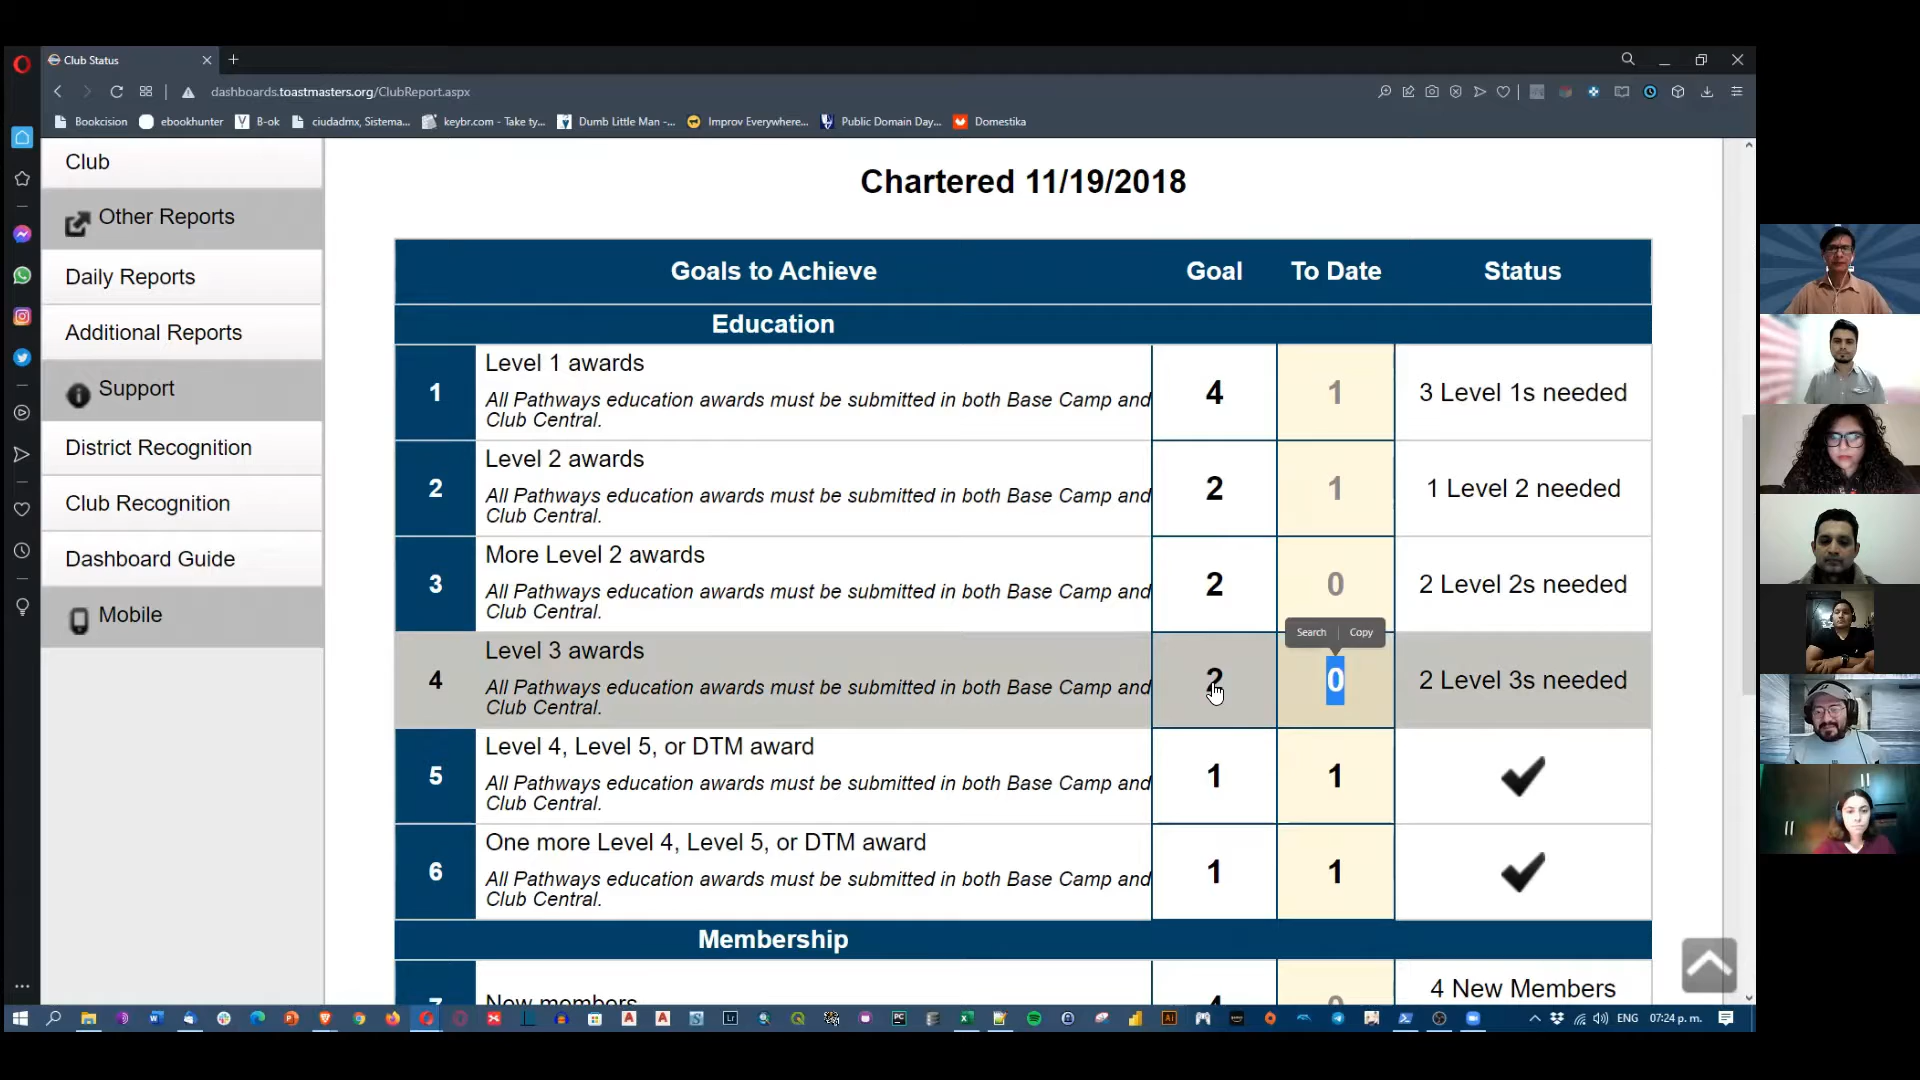 Club Status
dashboards.toastmasters.org/ClubReport.aspx
Bookcision
ebookhunter
B-ok
ciudadmx, Sistema...
keybr.com - Take ty...
Dumb Little Man -...
Improv Everywhere...
Public Domain Day...
Domestika
Club
Other Reports
Daily Reports
Additional Reports
Support
District Recognition
Club Recognition
Dashboard Guide
Mobile
Chartered 11/19/2018
Goals to Achieve Goal To Date Status
Education
1 Level 1 awards 4 1 3 Level 1s needed
All Pathways education awards must be submitted in both Base Camp and
Club Central.
2 Level 2 awards 2 1 1 Level 2 needed
All Pathways education awards must be submitted in both Base Camp and
Club Central.
3 More Level 2 awards 2 0 2 Level 2s needed
All Pathways education awards must be submitted in both Base Camp and
Club Central.
Search Copy
4 Level 3 awards 2 0 2 Level 3s needed
All Pathways education awards must be submitted in both Base Camp and
Club Central.
5 Level 4, Level 5, or DTM award 1 1
All Pathways education awards must be submitted in both Base Camp and
Club Central.
6 One more Level 4, Level 5, or DTM award 1 1
All Pathways education awards must be submitted in both Base Camp and
Club Central.
Membership
7 New members 4 0 4 New Members
ENG 07:24 p. m.